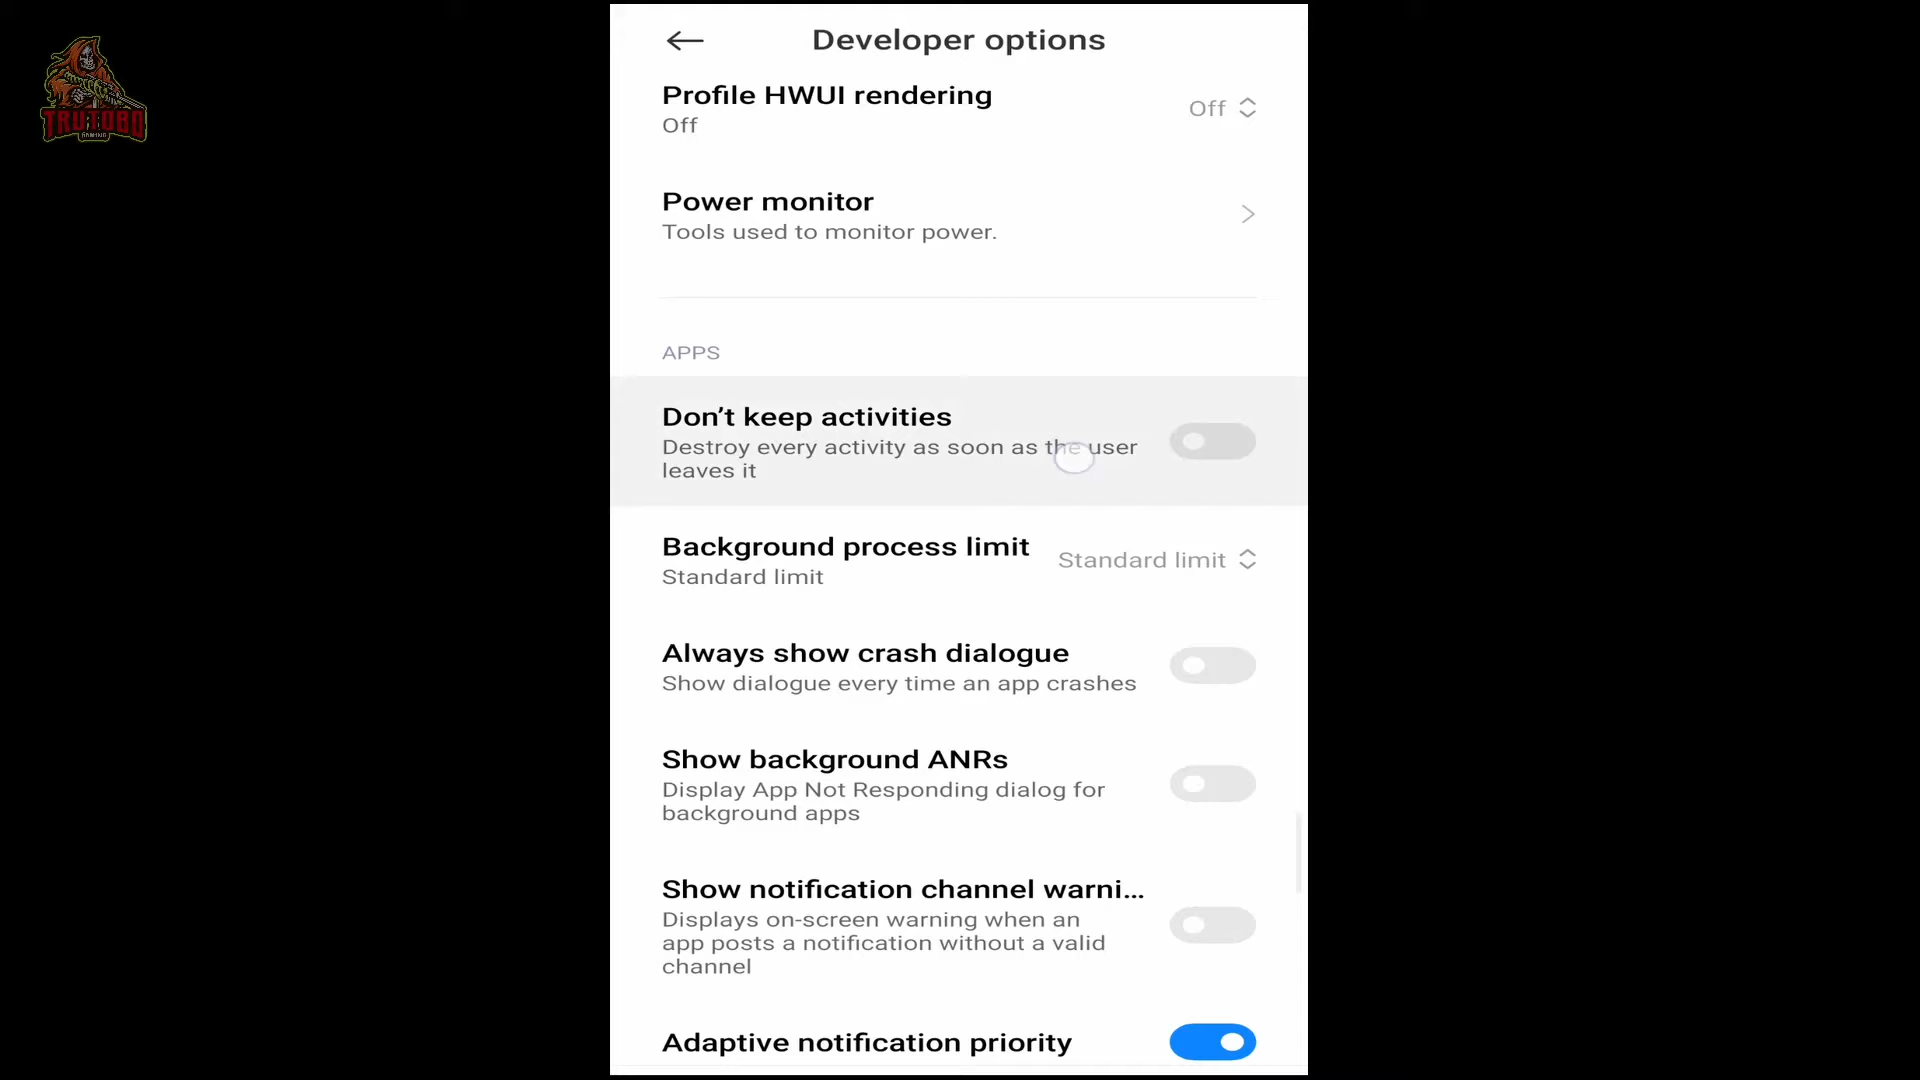 TRUTOBO
GAMING
Developer options
Profile HWUI rendering
Off
Off
Power monitor
Tools used to monitor power.
APPS
Don’t keep activities
Destroy every activity as soon as the user
leaves it
Background process limit
Standard limit
Standard limit
Always show crash dialogue
Show dialogue every time an app crashes
Show background ANRs
Display App Not Responding dialog for
background apps
Show notification channel warni...
Displays on-screen warning when an
app posts a notification without a valid
channel
Adaptive notification priority